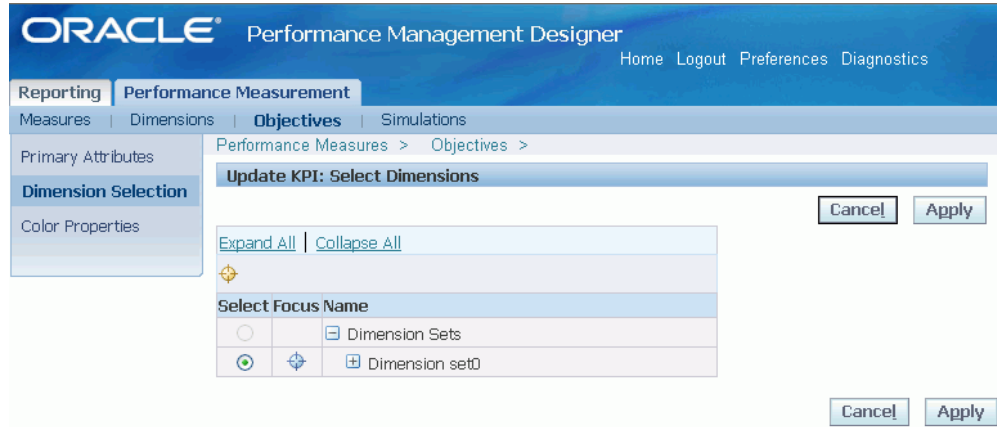 ORACLE Performance Management Designer
Home Logout Preferences Diagnostics
Reporting Performance Measurement
Measures | Dimensions | Objectives | Simulations
Primary Attributes
Dimension Selection
Color Properties
Performance Measures > Objectives >
Update KPI: Select Dimensions
Cancel Apply
Expand All | Collapse All
Select Focus Name
Dimension Sets
Dimension set0
Cancel Apply